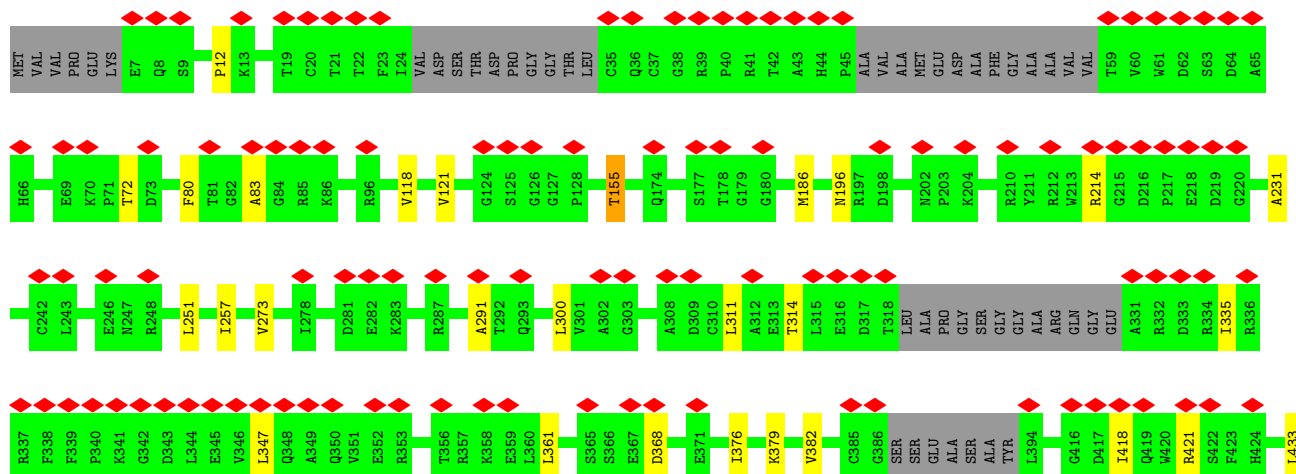 MET VAL VAL PRO GLU LYS E7 Q8 S9 P12 K13 T19 C20 T21 T22 F23 I24 VAL ASP SER THR ASP PRO GLY GLY THR LEU C35 Q36 C37 G38 R39 P40 R41 T42 A43 H44 P45 ALA VAL ALA MET GLU ASP ALA PHE GLY ALA ALA VAL VAL T59 V60 W61 D62 S63 D64 A65
H66 E69 K70 P71 T72 D73 F80 T81 G82 A83 G84 R85 K86 R96 V118 V121 G124 S125 G126 G127 P128 T155 Q174 S177 T178 G179 G180 M186 N196 R197 D198 N202 P203 K204 R210 Y211 R212 W213 R214 G215 D216 P217 E218 D219 G220 A231
C242 L243 E246 N247 R248 L251 I257 V273 I278 D281 E282 K283 R287 A291 T292 Q293 L300 V301 A302 G303 A308 D309 C310 L311 A312 E313 T314 L315 E316 D317 T318 LEU ALA PRO GLY SER GLY GLY ALA ARG GLN GLY GLU A331 R332 D333 R334 I335 R336
R337 F338 F339 P340 K341 G342 D343 L344 E345 V346 L347 Q348 A349 Q350 V351 E352 R353 T356 R357 K358 E359 L360 L361 S365 S366 E367 D368 E371 I376 K379 V382 C385 G386 SER SER GLU ALA SER ALA TYR L394 G416 D417 I418 Q419 W420 R421 S422 F423 H424 L433